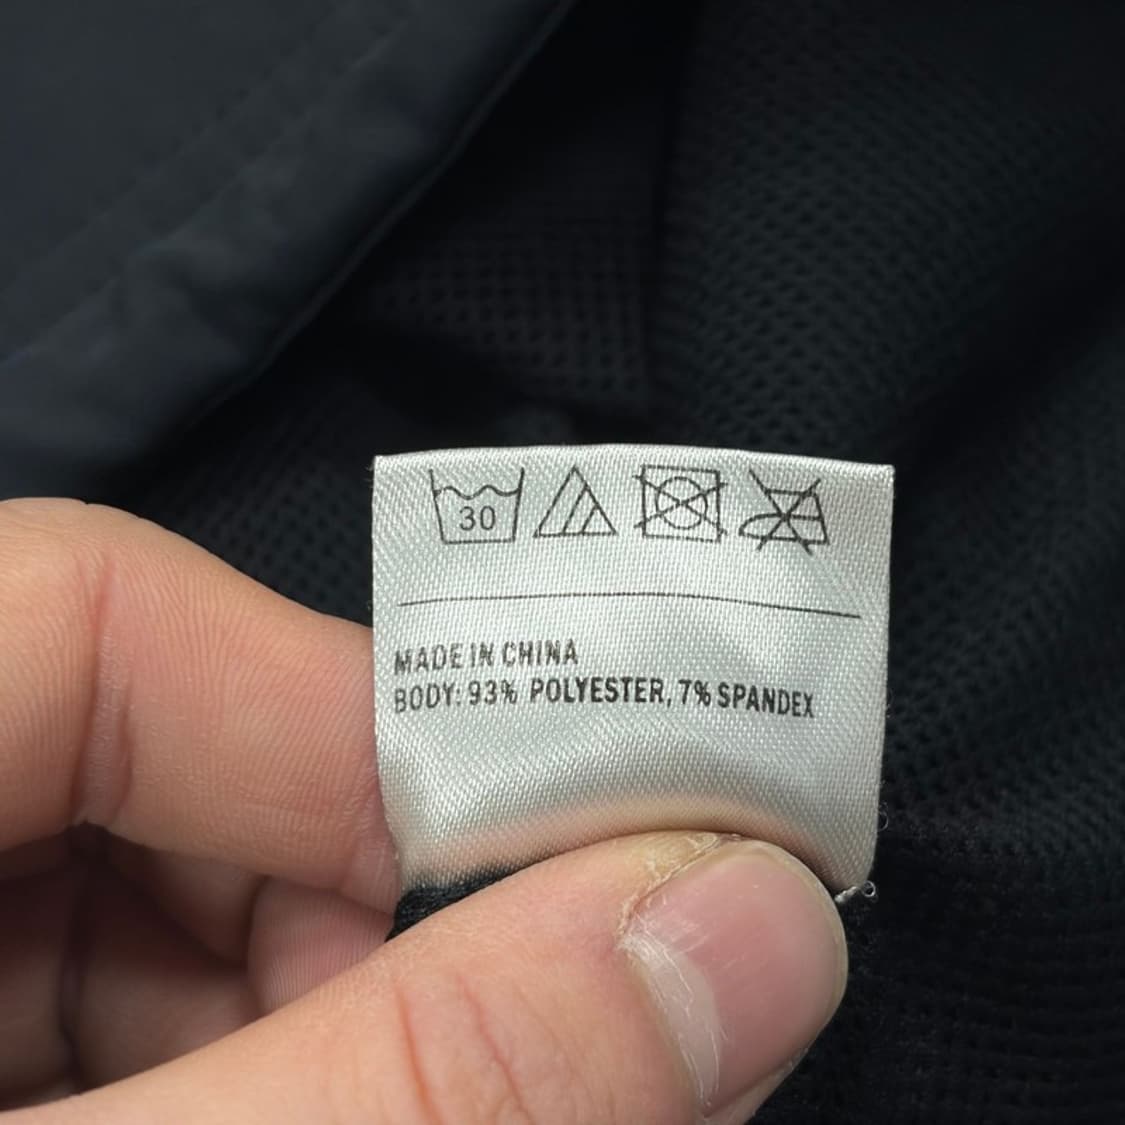 30
MADE IN CHINA
BODY: 93% POLYESTER, 7% SPANDEX